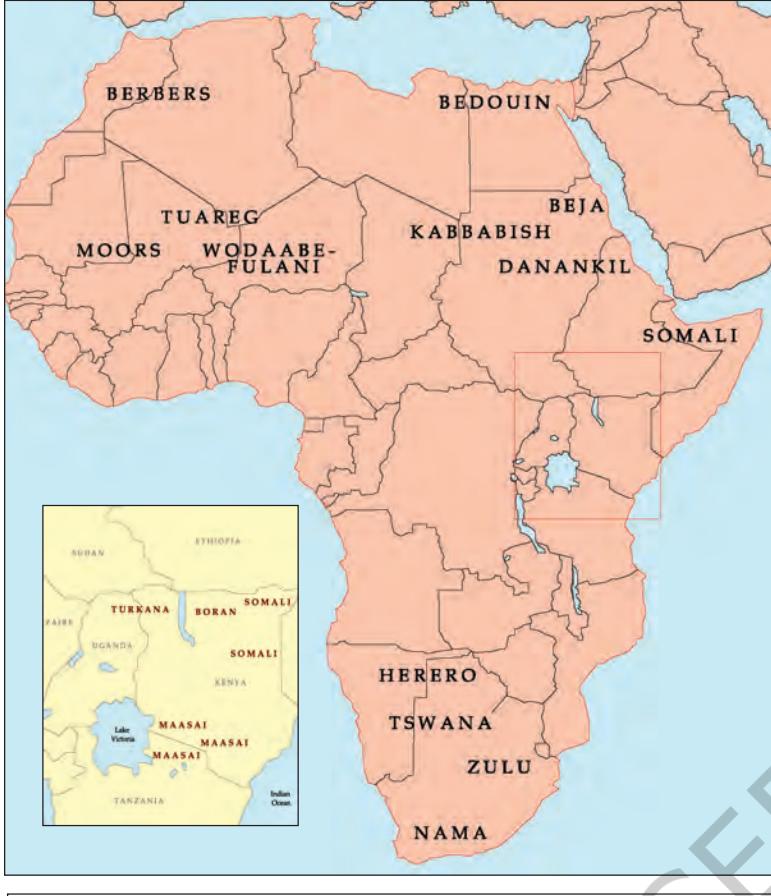 BERBERS
BEDOUIN
BEJA
TUAREG
KABBABISH
MOORS
WODAABE-
FULANI
DANANKIL
SOMALI
HERERO
TSWANA
ZULU
NAMA
SUDAN
ETHIOPIA
TURKANA
BORAN
SOMALI
ZAIRE
UGANDA
SOMALI
KENYA
Lake
Victoria
MAASAI
MAASAI
MAASAI
TANZANIA
Indian
Ocean